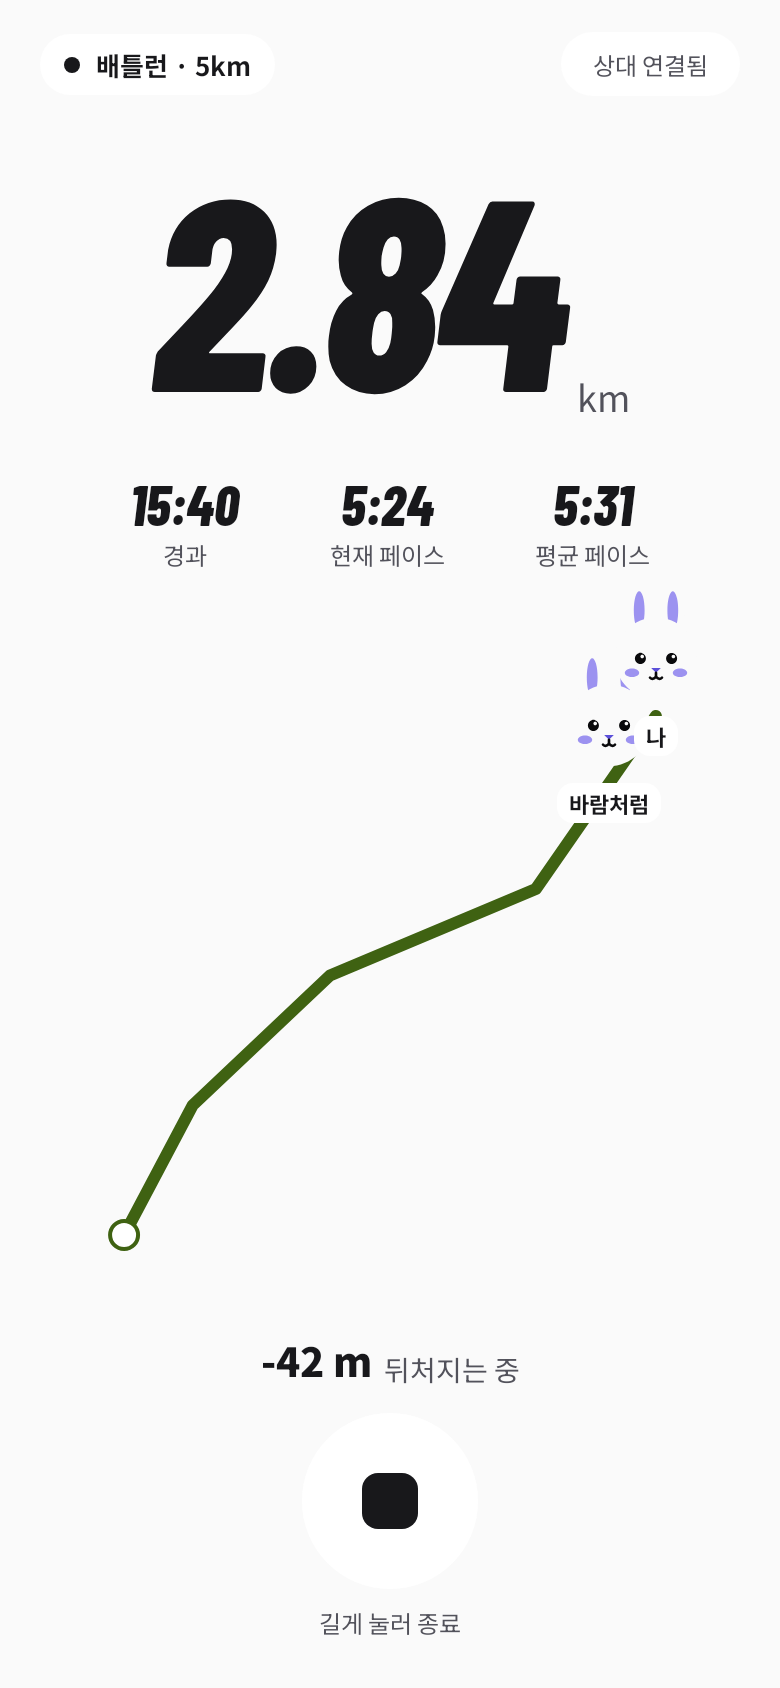 배틀런 · 5km
상대 연결됨
2.84 km
15:40
경과
5:24
현재 페이스
5:31
평균 페이스
나
바람처럼
-42 m 뒤처지는 중
길게 눌러 종료